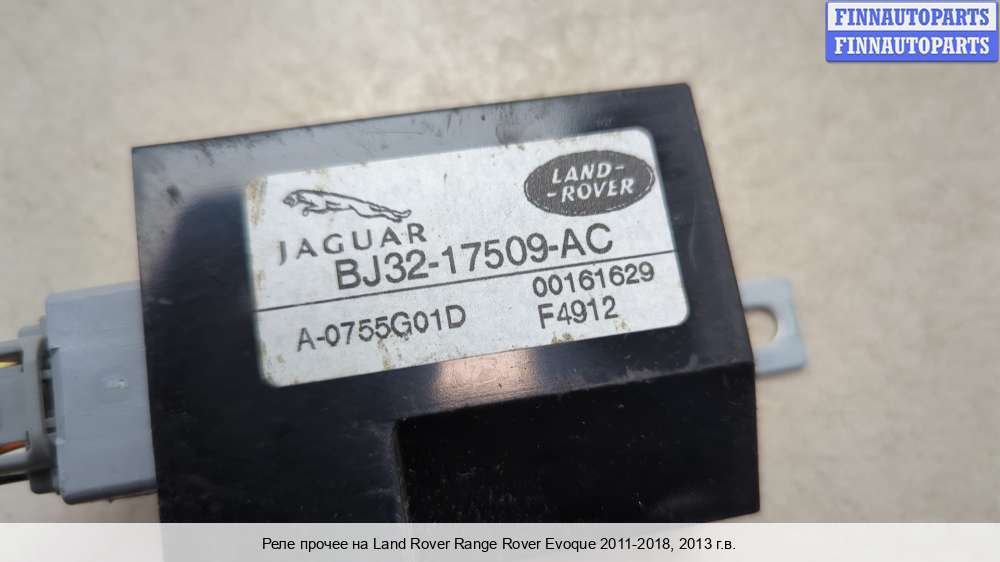 FINNAUTOPARTS
FINNAUTOPARTS
LAND-
-ROVER
JAGUAR
BJ32-17509-AC
00161629
A-0755G01D
F4912
Реле прочее на Land Rover Range Rover Evoque 2011-2018, 2013 г.в.